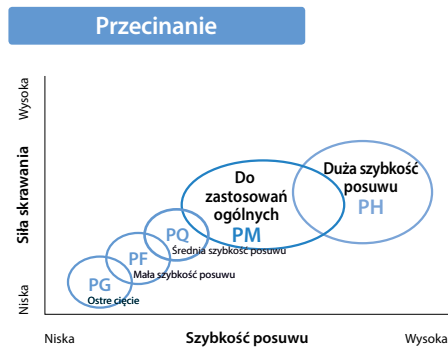 Przecinanie
Wysoka
Siła skrawania
Niska
Do
zastosowań
ogólnych
PM
Duża szybkość
posuwu
PH
PQ
Średnia szybkość posuwu
PF
Mała szybkość posuwu
PG
Ostre cięcie
Niska
Szybkość posuwu
Wysoka